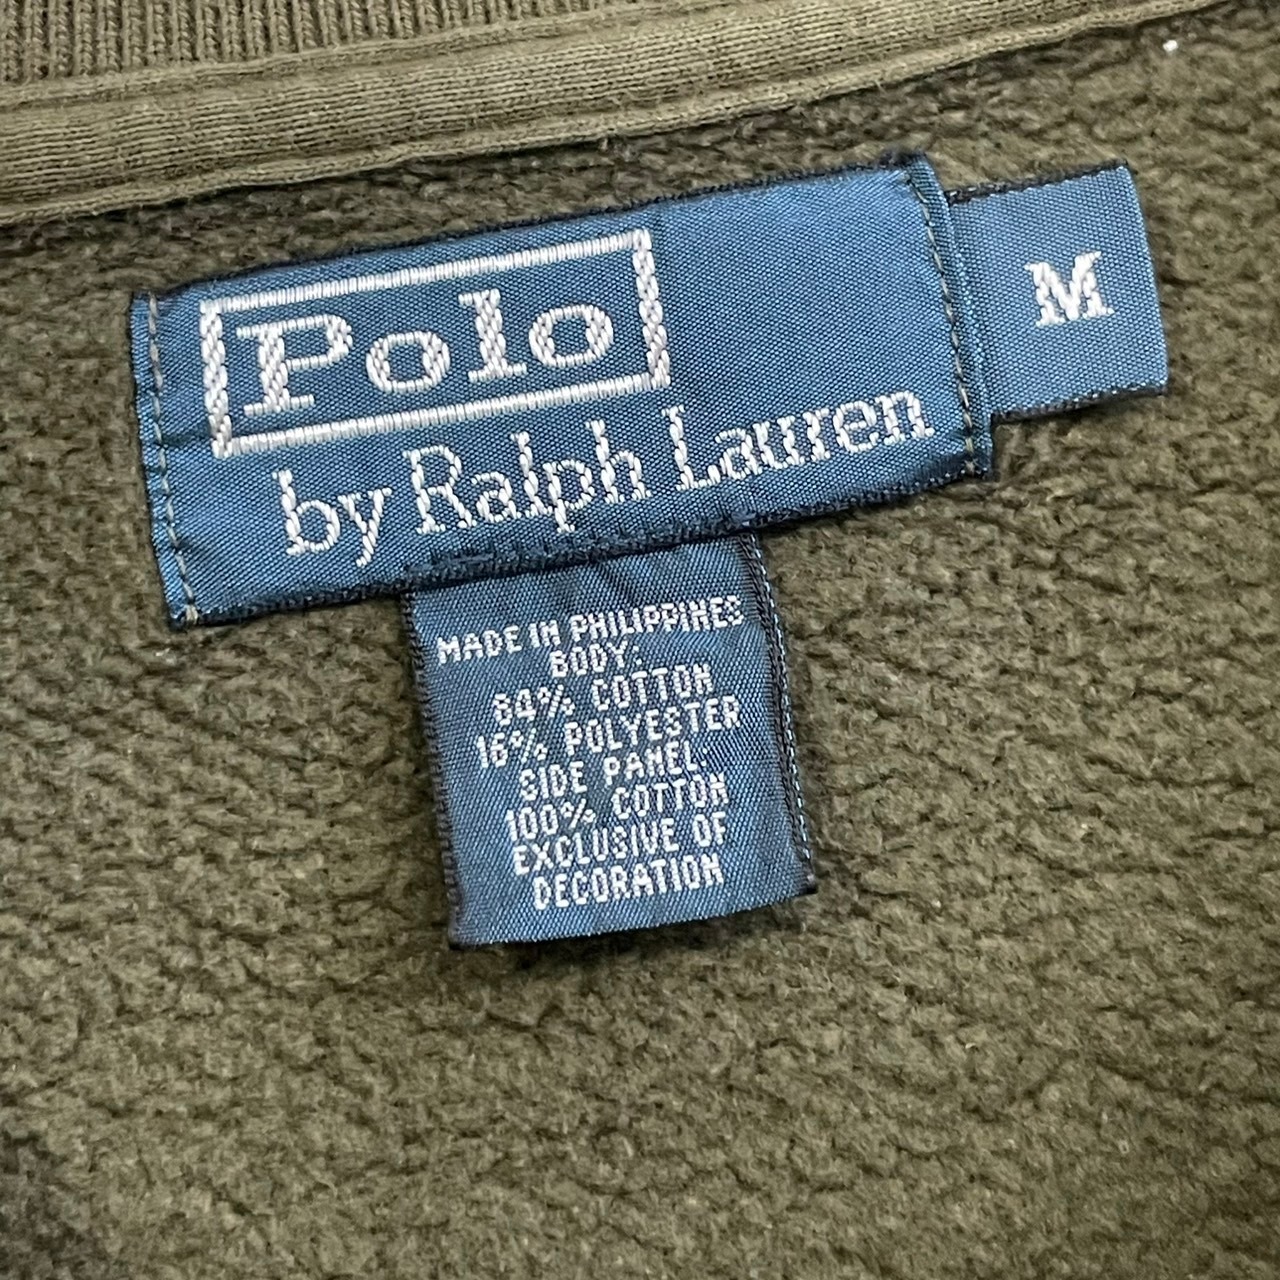 Polo
by Ralph Lauren
M
MADE IN PHILIPPINES
BODY:
84% COTTON
16% POLYESTER
SIDE PANEL:
100% COTTON
EXCLUSIVE OF
DECORATION